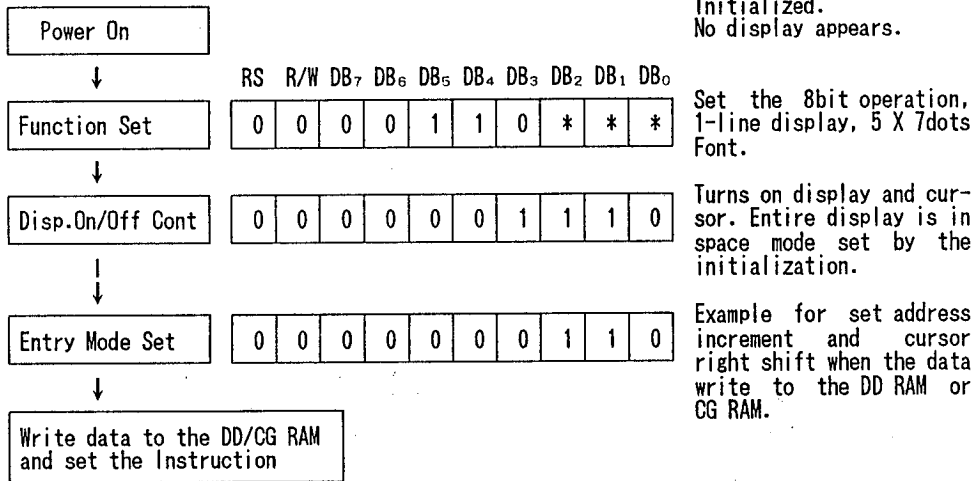 Initialized.
Power On
No display appears.
RS R/W DB₇ DB₆ DB₅ DB₄ DB₃ DB₂ DB₁ DB₀
Function Set
0 0 0 0 1 1 0 * * *
Set the 8bit operation,
1-line display, 5 X 7dots
Font.
Disp.On/Off Cont
0 0 0 0 0 0 1 1 1 0
Turns on display and cur-
sor. Entire display is in
space mode set by the
initialization.
Entry Mode Set
0 0 0 0 0 0 0 1 1 0
Example for set address
increment and cursor
right shift when the data
write to the DD RAM or
CG RAM.
Write data to the DD/CG RAM
and set the Instruction